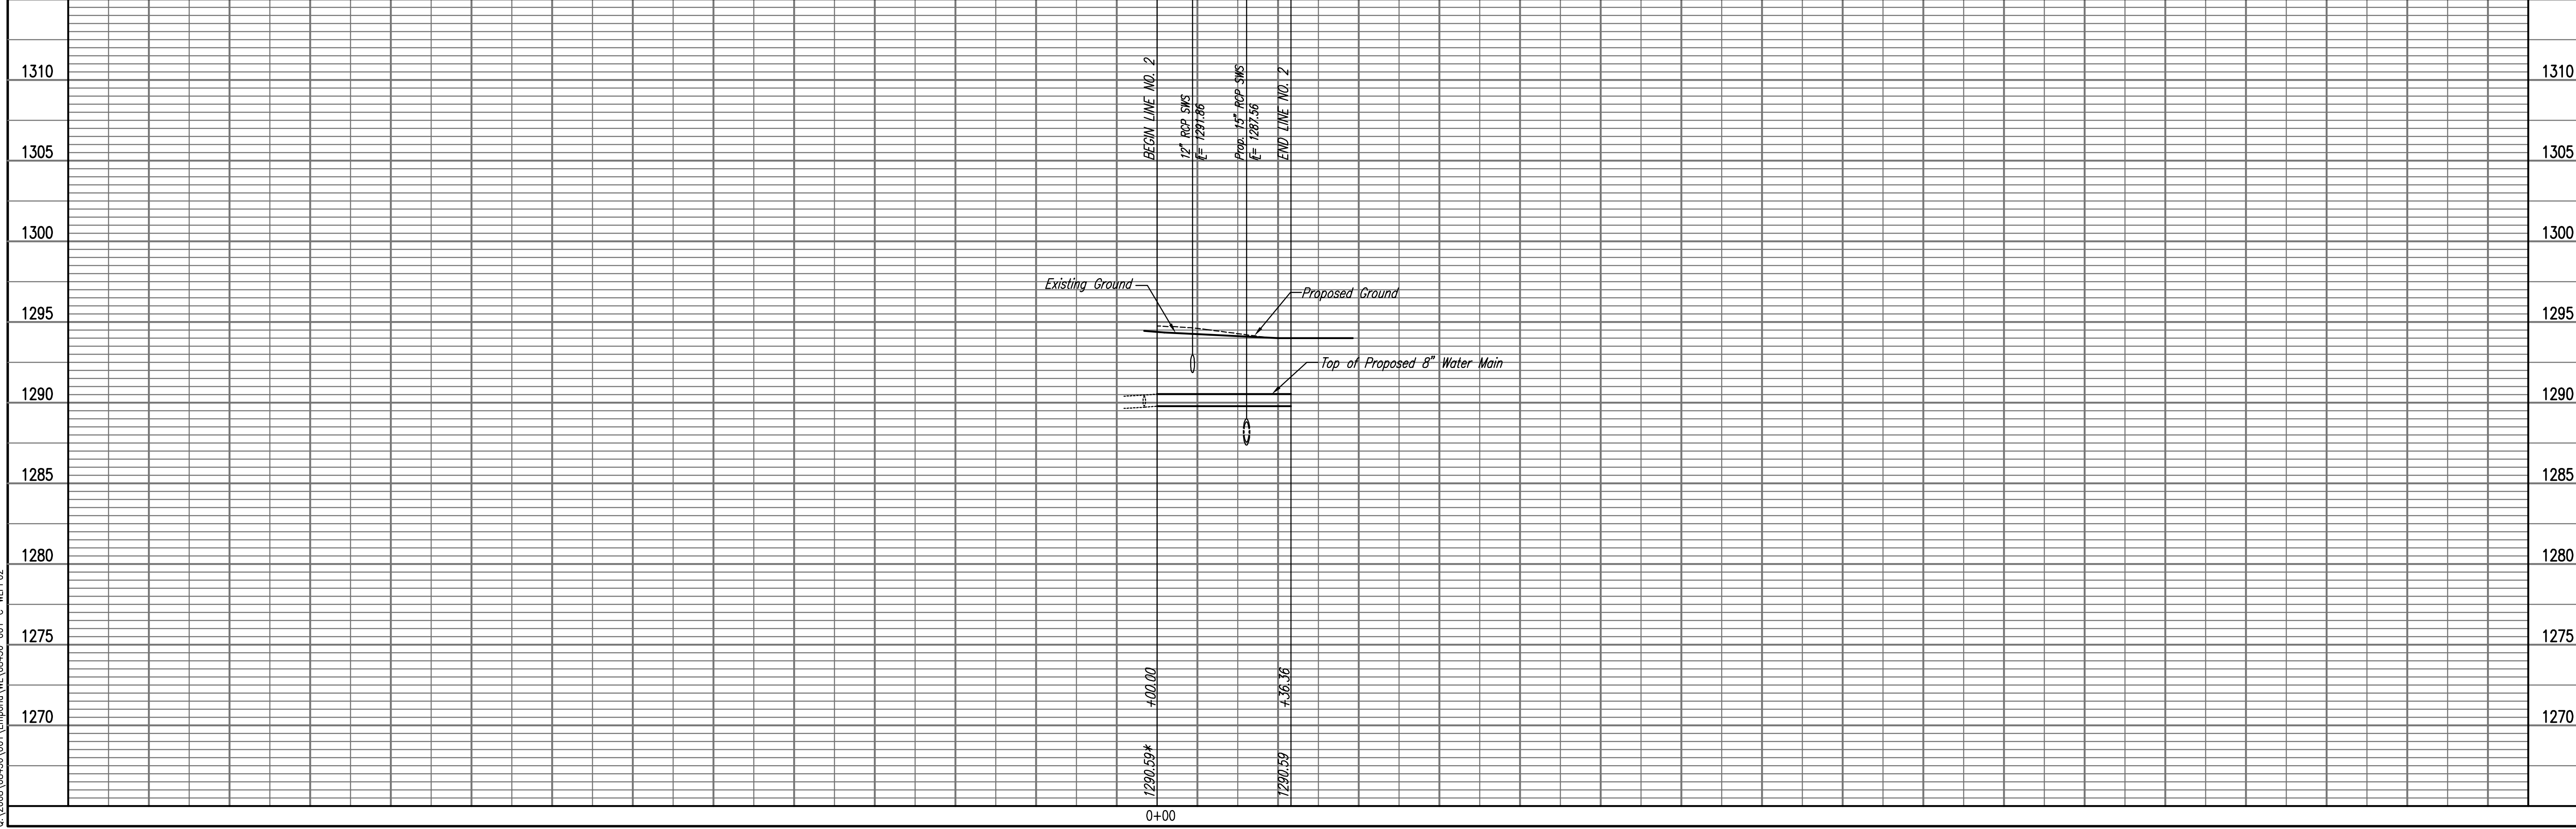 1310 1310
BEGIN LINE NO. 2
12" RCP SWS
℄= 1291.86
Prop. 15" RCP SWS
℄= 1287.56
END LINE NO. 2
1305 1305
1300 1300
Existing Ground
Proposed Ground
1295 1295
Top of Proposed 8" Water Main
1290 1290
1285 1285
1280 1280
1275 1275
+00.00
+36.36
1270 1270
1290.59*
1290.59
0+00